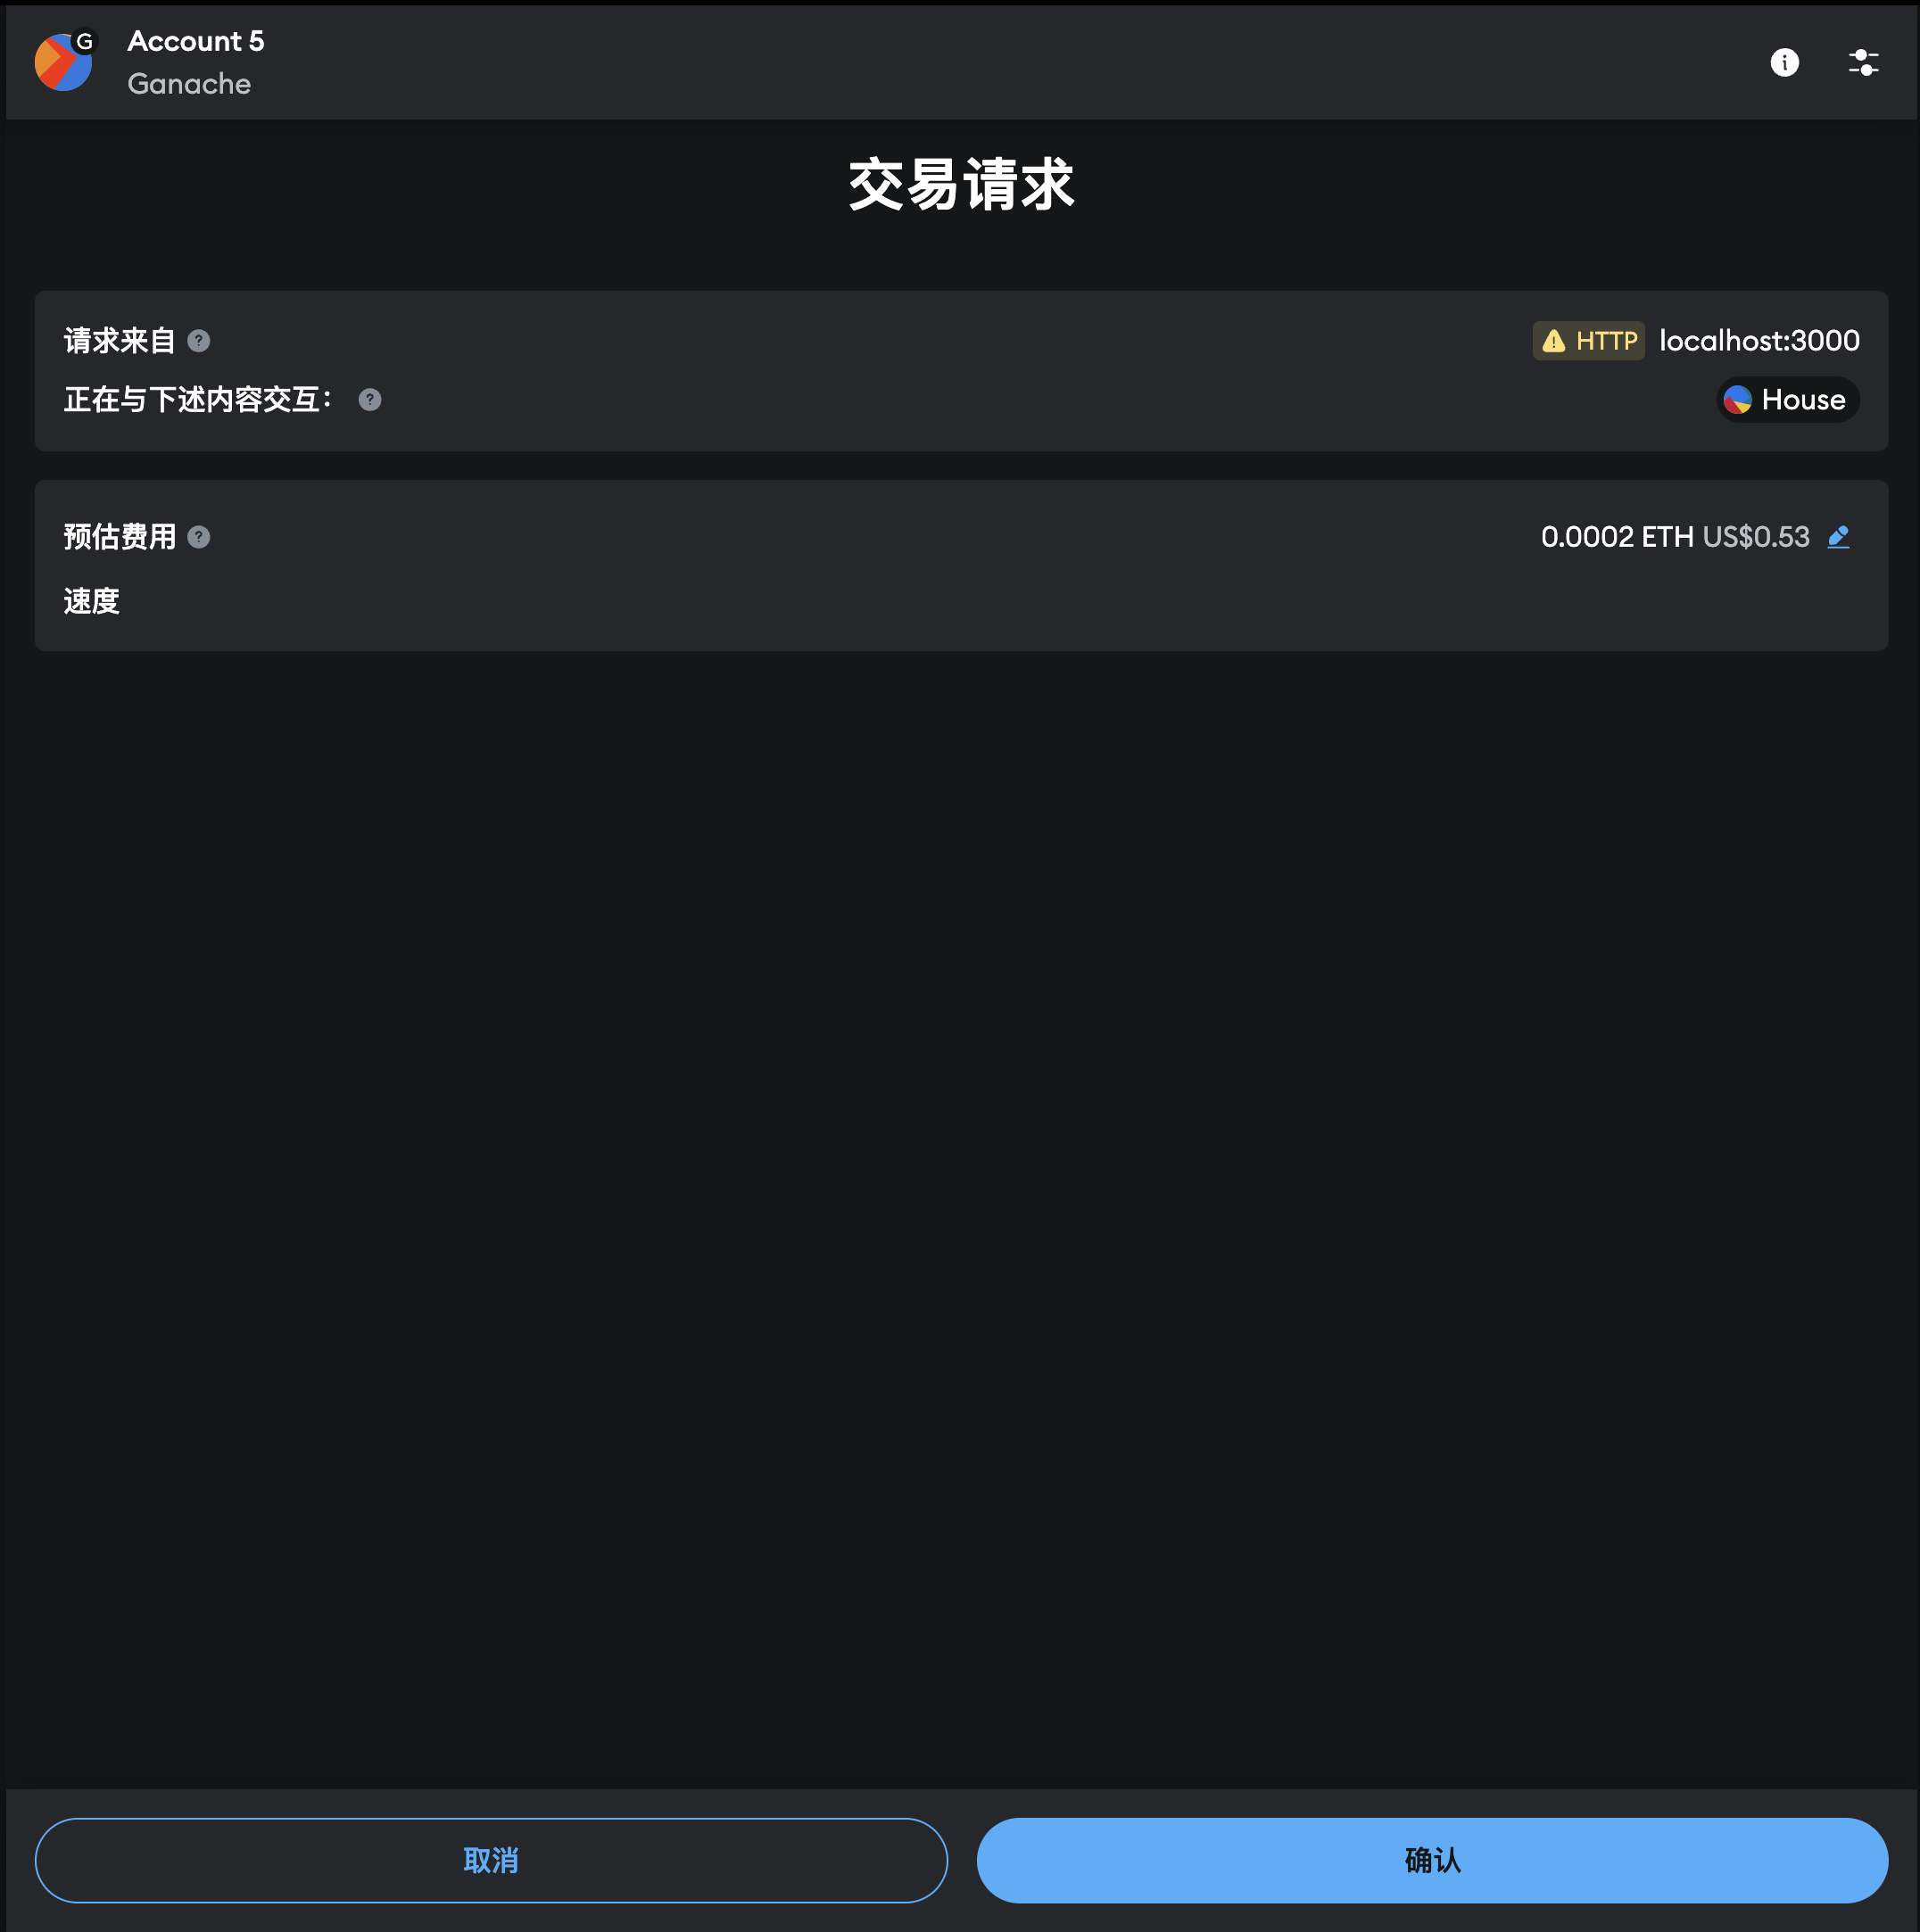 G
Account 5
Ganache
交易请求
请求来自
HTTP localhost:3000
正在与下述内容交互：
House
预估费用
0.0002 ETH US$0.53
速度
取消
确认